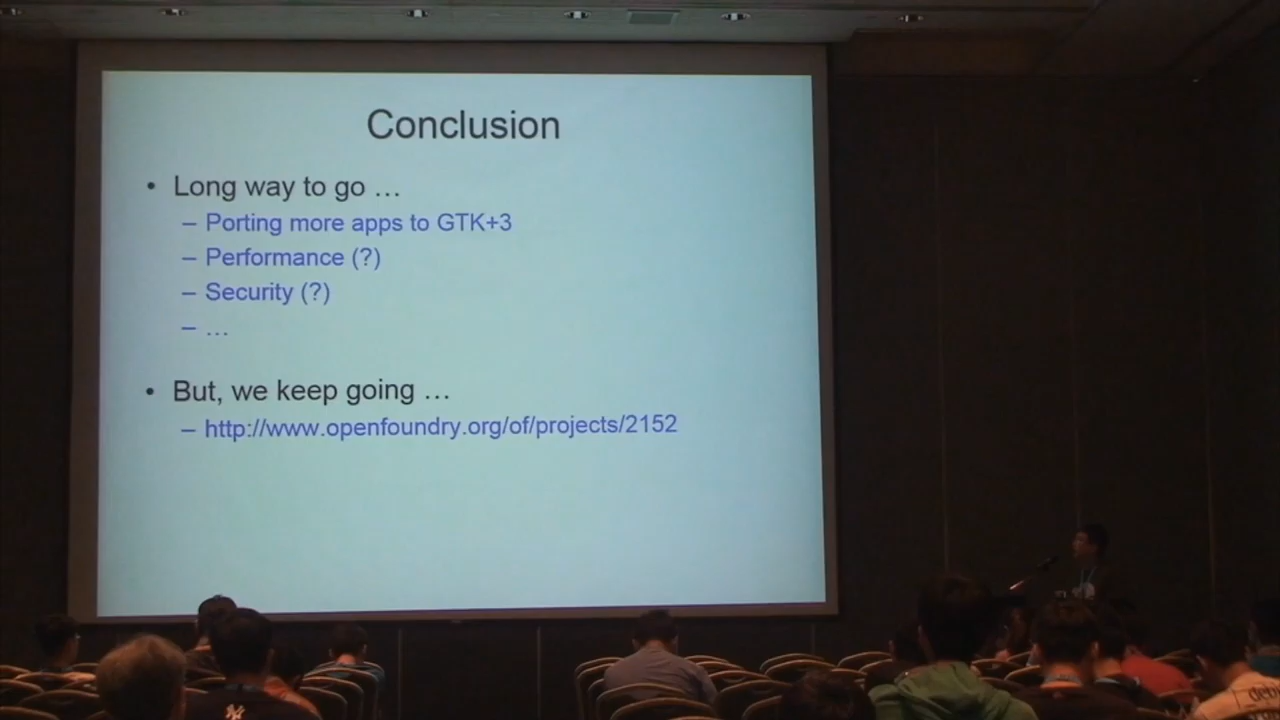 Conclusion
• Long way to go …
– Porting more apps to GTK+3
– Performance (?)
– Security (?)
– …
• But, we keep going …
– http://www.openfoundry.org/of/projects/2152